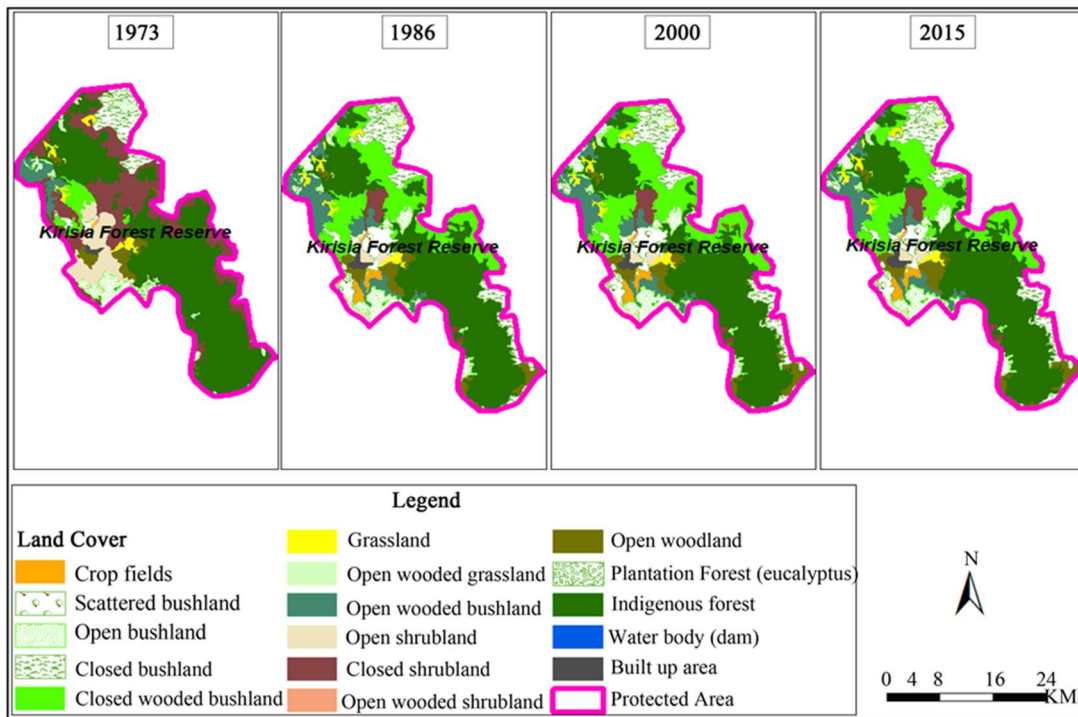 1973
1986
2000
2015
Kirisia Forest Reserve
Kirisia Forest Reserve
Kirisia Forest Reserve
Kirisia Forest Reserve
Legend
Land Cover
Crop fields
Scattered bushland
Open bushland
Closed bushland
Closed wooded bushland
Grassland
Open wooded grassland
Open wooded bushland
Open shrubland
Closed shrubland
Open wooded shrubland
Open woodland
Plantation Forest (eucalyptus)
Indigenous forest
Water body (dam)
Built up area
Protected Area
N
0 4 8 16 24
KM